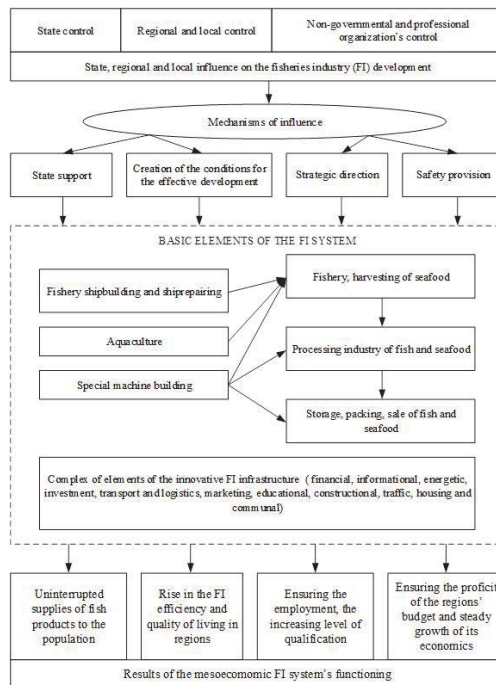 State control
Regional and local control
Non-governmental and professional
organization's control
State, regional and local influence on the fisheries industry (FI) development
Mechanisms of influence
State support
Creation of the conditions for
the effective development
Strategic direction
Safety provision
BASIC ELEMENTS OF THE FI SYSTEM
Fishery shipbuilding and shiprepairing
Fishery, harvesting of seafood
Aquaculture
Processing industry of fish and seafood
Special machine building
Storage, packing, sale of fish and
seafood
Complex of elements of the innovative FI infrastructure ( financial, informational, energetic,
investment, transport and logistics, marketing, educational, constructional, traffic, housing and
communal)
Uninterrupted
supplies of fish
products to the
population
Rise in the FI
efficiency and
quality of living in
regions
Ensuring the
employment, the
increasing level of
qualification
Ensuring the proficit
of the regions'
budget and steady
growth of its
economics
Results of the mesoecomomic FI system's functioning